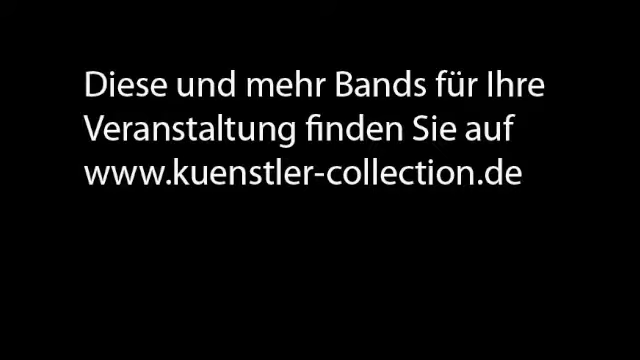 Diese und mehr Bands für Ihre
Veranstaltung finden Sie auf
www.kuenstler-collection.de